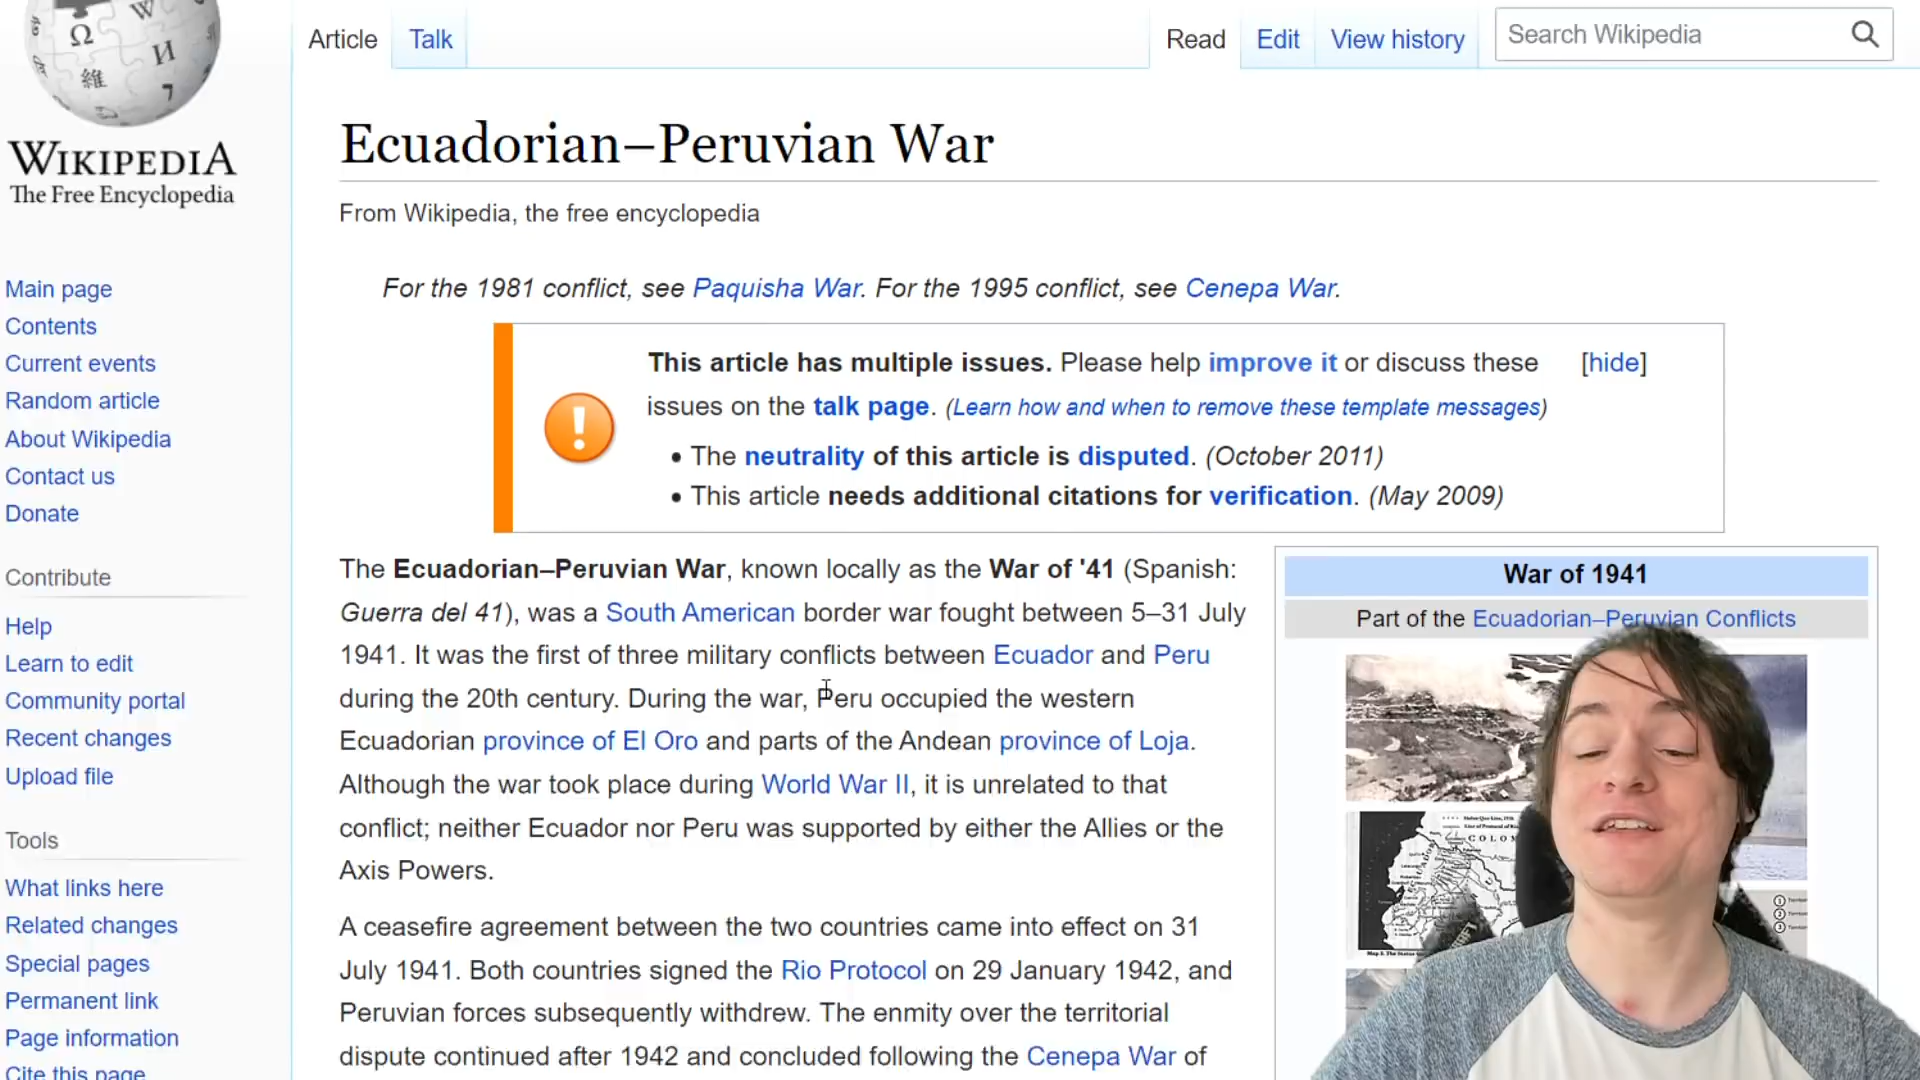 Article
Talk
Read
Edit
View history
Search Wikipedia
WIKIPEDIA
The Free Encyclopedia
Main page
Contents
Current events
Random article
About Wikipedia
Contact us
Donate
Contribute
Help
Learn to edit
Community portal
Recent changes
Upload file
Tools
What links here
Related changes
Special pages
Permanent link
Page information
Cite this page
Ecuadorian–Peruvian War
From Wikipedia, the free encyclopedia
For the 1981 conflict, see Paquisha War. For the 1995 conflict, see Cenepa War.
This article has multiple issues. Please help improve it or discuss these [hide]
issues on the talk page. (Learn how and when to remove these template messages)
• The neutrality of this article is disputed. (October 2011)
• This article needs additional citations for verification. (May 2009)
The Ecuadorian–Peruvian War, known locally as the War of '41 (Spanish:
Guerra del 41), was a South American border war fought between 5–31 July
1941. It was the first of three military conflicts between Ecuador and Peru
during the 20th century. During the war, Peru occupied the western
Ecuadorian province of El Oro and parts of the Andean province of Loja.
Although the war took place during World War II, it is unrelated to that
conflict; neither Ecuador nor Peru was supported by either the Allies or the
Axis Powers.
A ceasefire agreement between the two countries came into effect on 31
July 1941. Both countries signed the Rio Protocol on 29 January 1942, and
Peruvian forces subsequently withdrew. The enmity over the territorial
dispute continued after 1942 and concluded following the Cenepa War of
War of 1941
Part of the Ecuadorian–Peruvian Conflicts